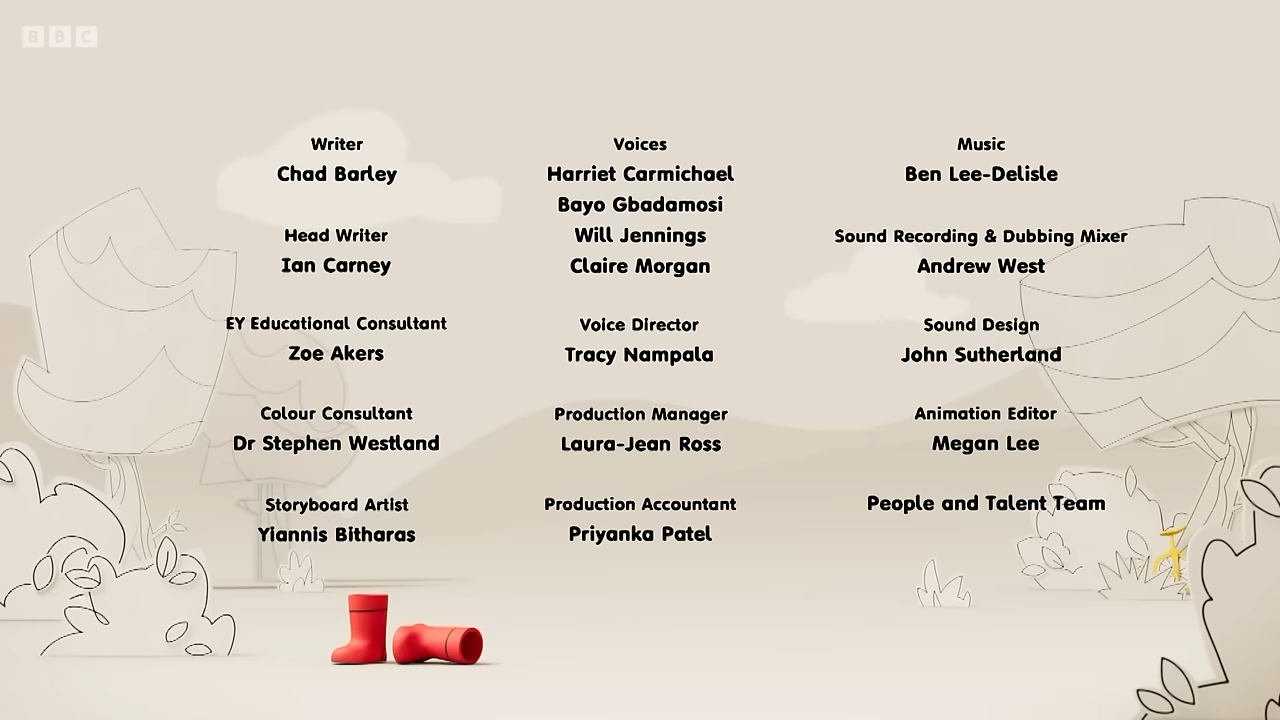 BBC
Writer
Chad Barley
Head Writer
Ian Carney
EY Educational Consultant
Zoe Akers
Colour Consultant
Dr Stephen Westland
Storyboard Artist
Yiannis Bitharas
Voices
Harriet Carmichael
Bayo Gbadamosi
Will Jennings
Claire Morgan
Voice Director
Tracy Nampala
Production Manager
Laura-Jean Ross
Production Accountant
Priyanka Patel
Music
Ben Lee-Delisle
Sound Recording & Dubbing Mixer
Andrew West
Sound Design
John Sutherland
Animation Editor
Megan Lee
People and Talent Team